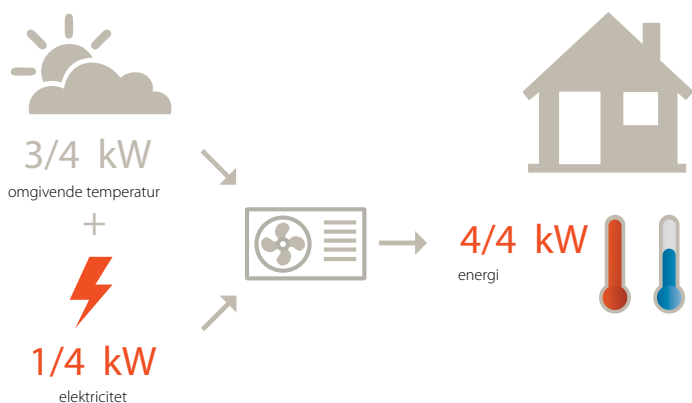 3/4 kW
omgivende temperatur
+
1/4 kW
elektricitet
4/4 kW
energi